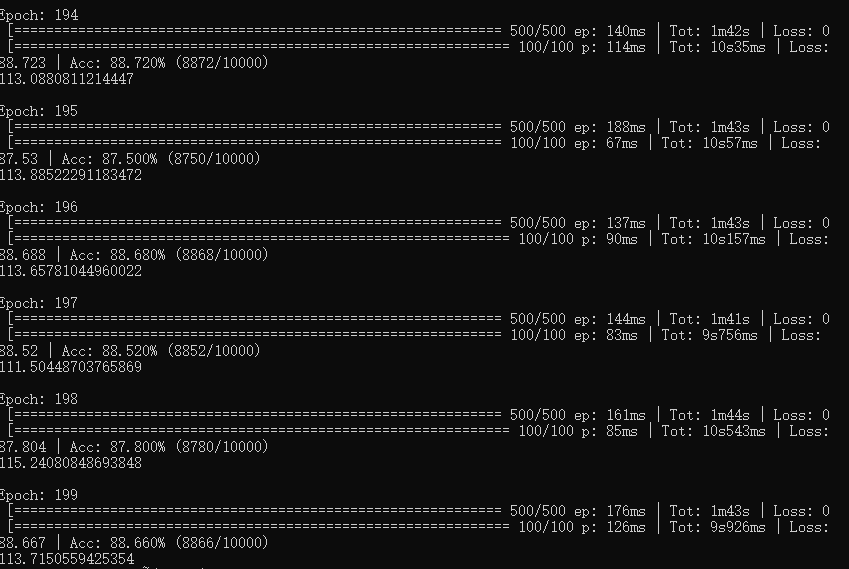 Epoch: 194
[============================================================= 500/500 ep: 140ms | Tot: 1m42s | Loss: 0
[============================================================== 100/100 p: 114ms | Tot: 10s35ms | Loss:
88.723 | Acc: 88.720% (8872/10000)
113.0880811214447
Epoch: 195
[============================================================= 500/500 ep: 188ms | Tot: 1m43s | Loss: 0
[============================================================= 100/100 ep: 67ms | Tot: 10s57ms | Loss:
87.53 | Acc: 87.500% (8750/10000)
113.88522291183472
Epoch: 196
[============================================================= 500/500 ep: 137ms | Tot: 1m43s | Loss: 0
[============================================================== 100/100 p: 90ms | Tot: 10s157ms | Loss:
88.688 | Acc: 88.680% (8868/10000)
113.65781044960022
Epoch: 197
[============================================================= 500/500 ep: 144ms | Tot: 1m41s | Loss: 0
[============================================================= 100/100 ep: 83ms | Tot: 9s756ms | Loss:
88.52 | Acc: 88.520% (8852/10000)
111.50448703765869
Epoch: 198
[============================================================= 500/500 ep: 161ms | Tot: 1m44s | Loss: 0
[============================================================== 100/100 p: 85ms | Tot: 10s543ms | Loss:
87.804 | Acc: 87.800% (8780/10000)
115.24080848693848
Epoch: 199
[============================================================= 500/500 ep: 176ms | Tot: 1m43s | Loss: 0
[============================================================== 100/100 p: 126ms | Tot: 9s926ms | Loss:
88.667 | Acc: 88.660% (8866/10000)
113.7150559425354